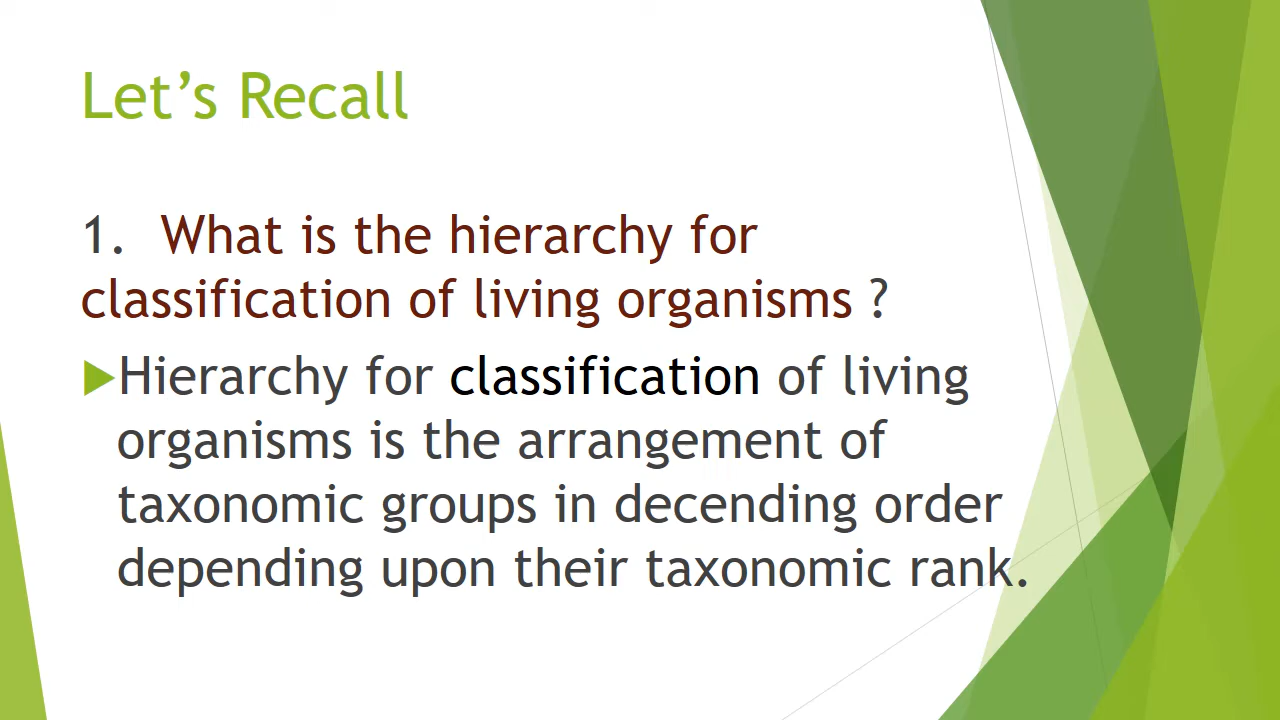 Let’s Recall
1. What is the hierarchy for
classification of living organisms ?
Hierarchy for classification of living
organisms is the arrangement of
taxonomic groups in decending order
depending upon their taxonomic rank.